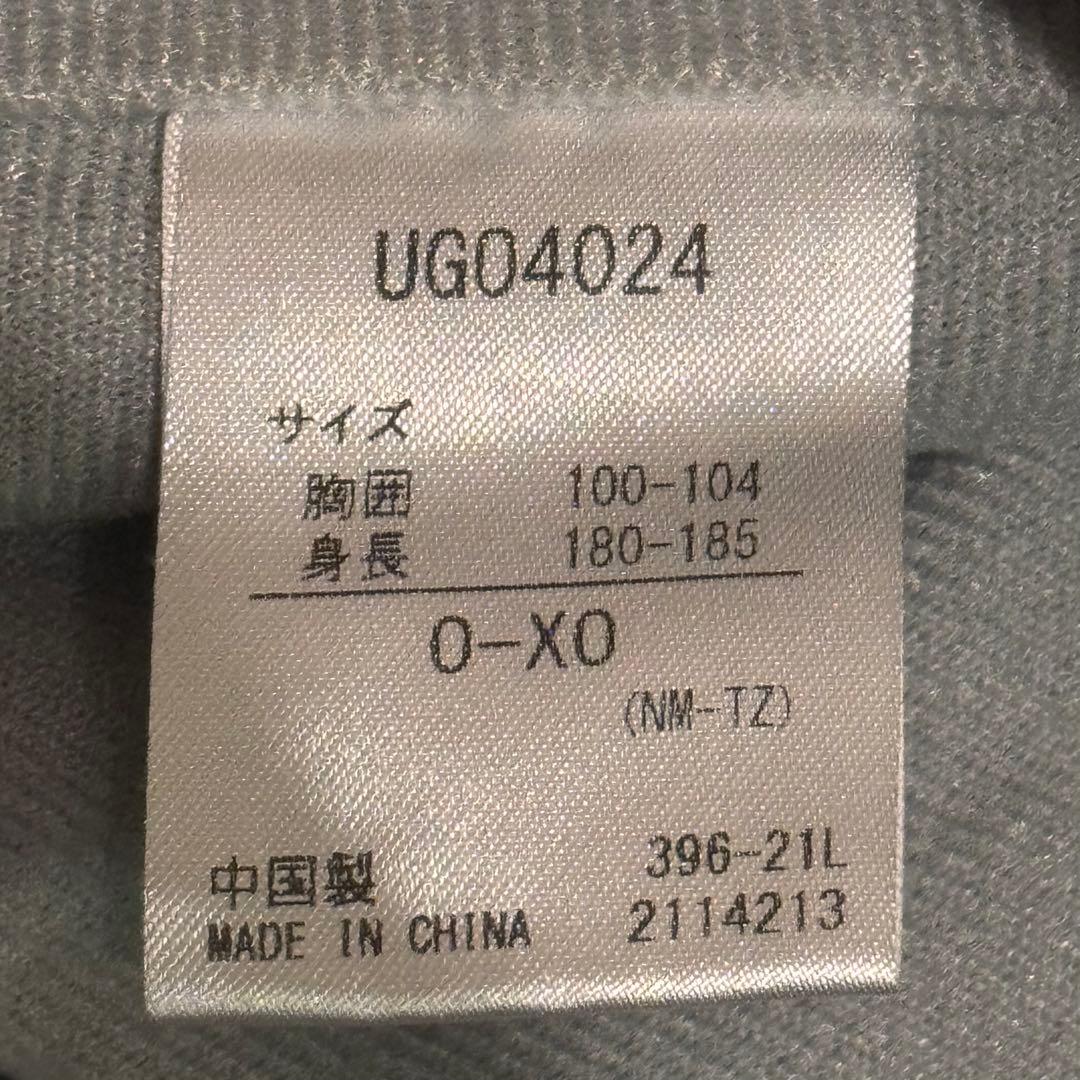 UG04024
サイズ
胸囲 100-104
身長 180-185
O-XO
(NM-TZ)
中国製 396-21L
MADE IN CHINA 2114213